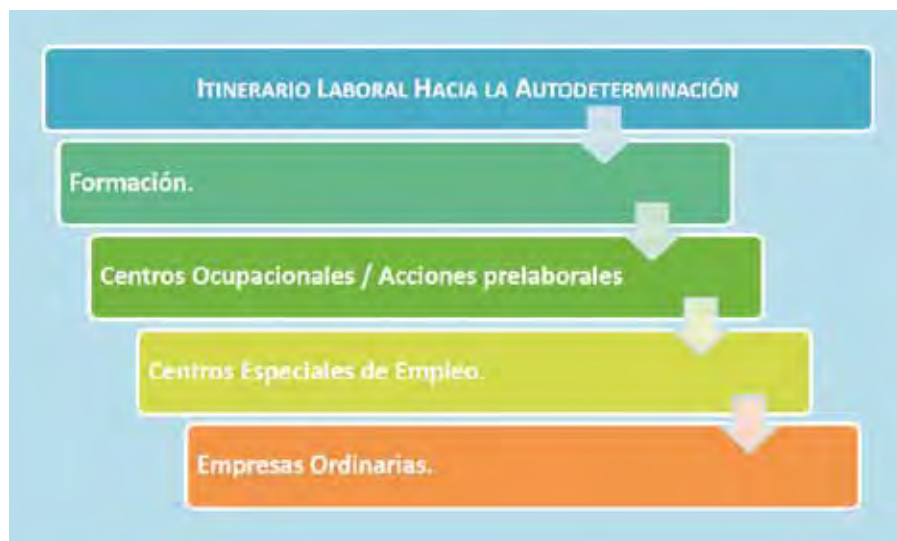 ITINERARIO LABORAL HACIA LA AUTODETERMINACIÓN
Formación.
Centros Ocupacionales / Acciones prelaborales
Centros Especiales de Empleo.
Empresas Ordinarias.